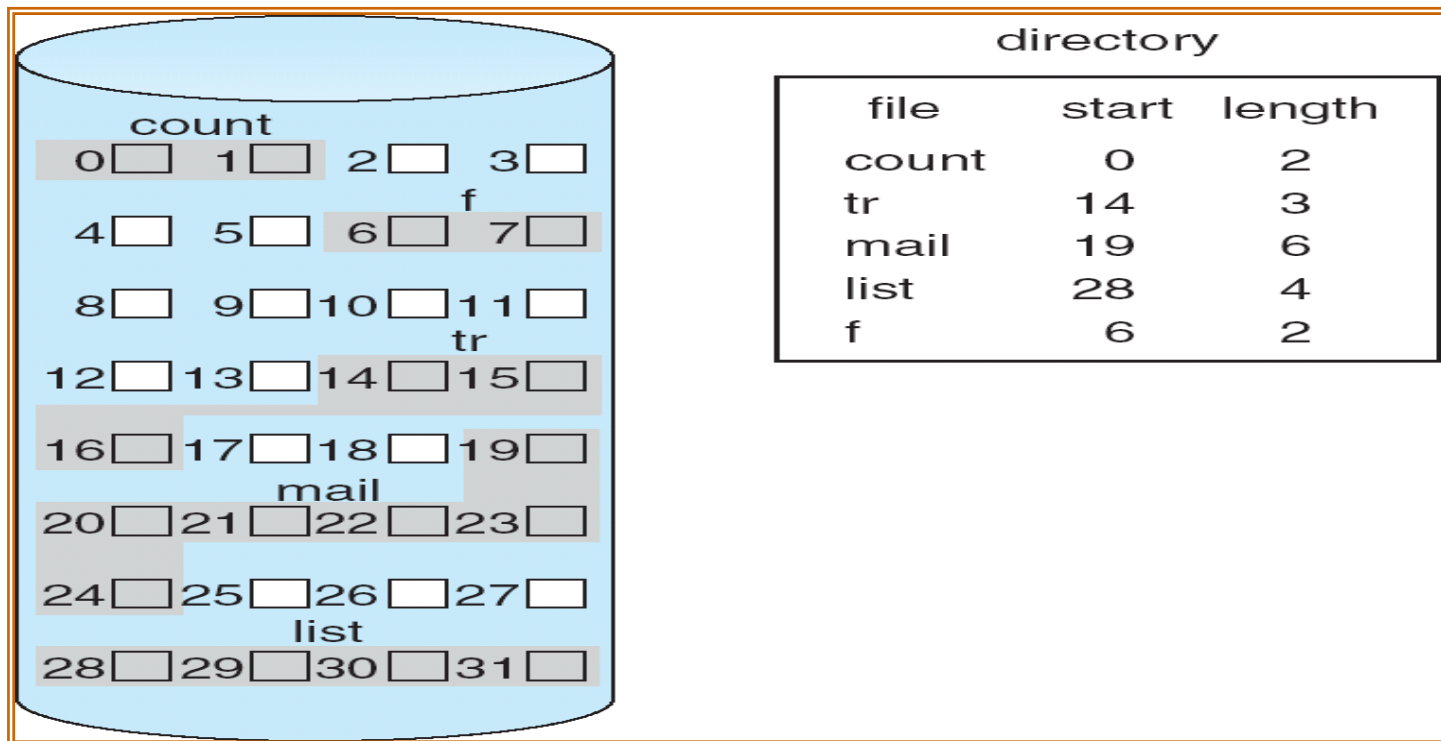 count
0 1 2 3
f
4 5 6 7
8 9 10 11
tr
12 13 14 15
16 17 18 19
mail
20 21 22 23
24 25 26 27
list
28 29 30 31
directory
file start length
count 0 2
tr 14 3
mail 19 6
list 28 4
f 6 2